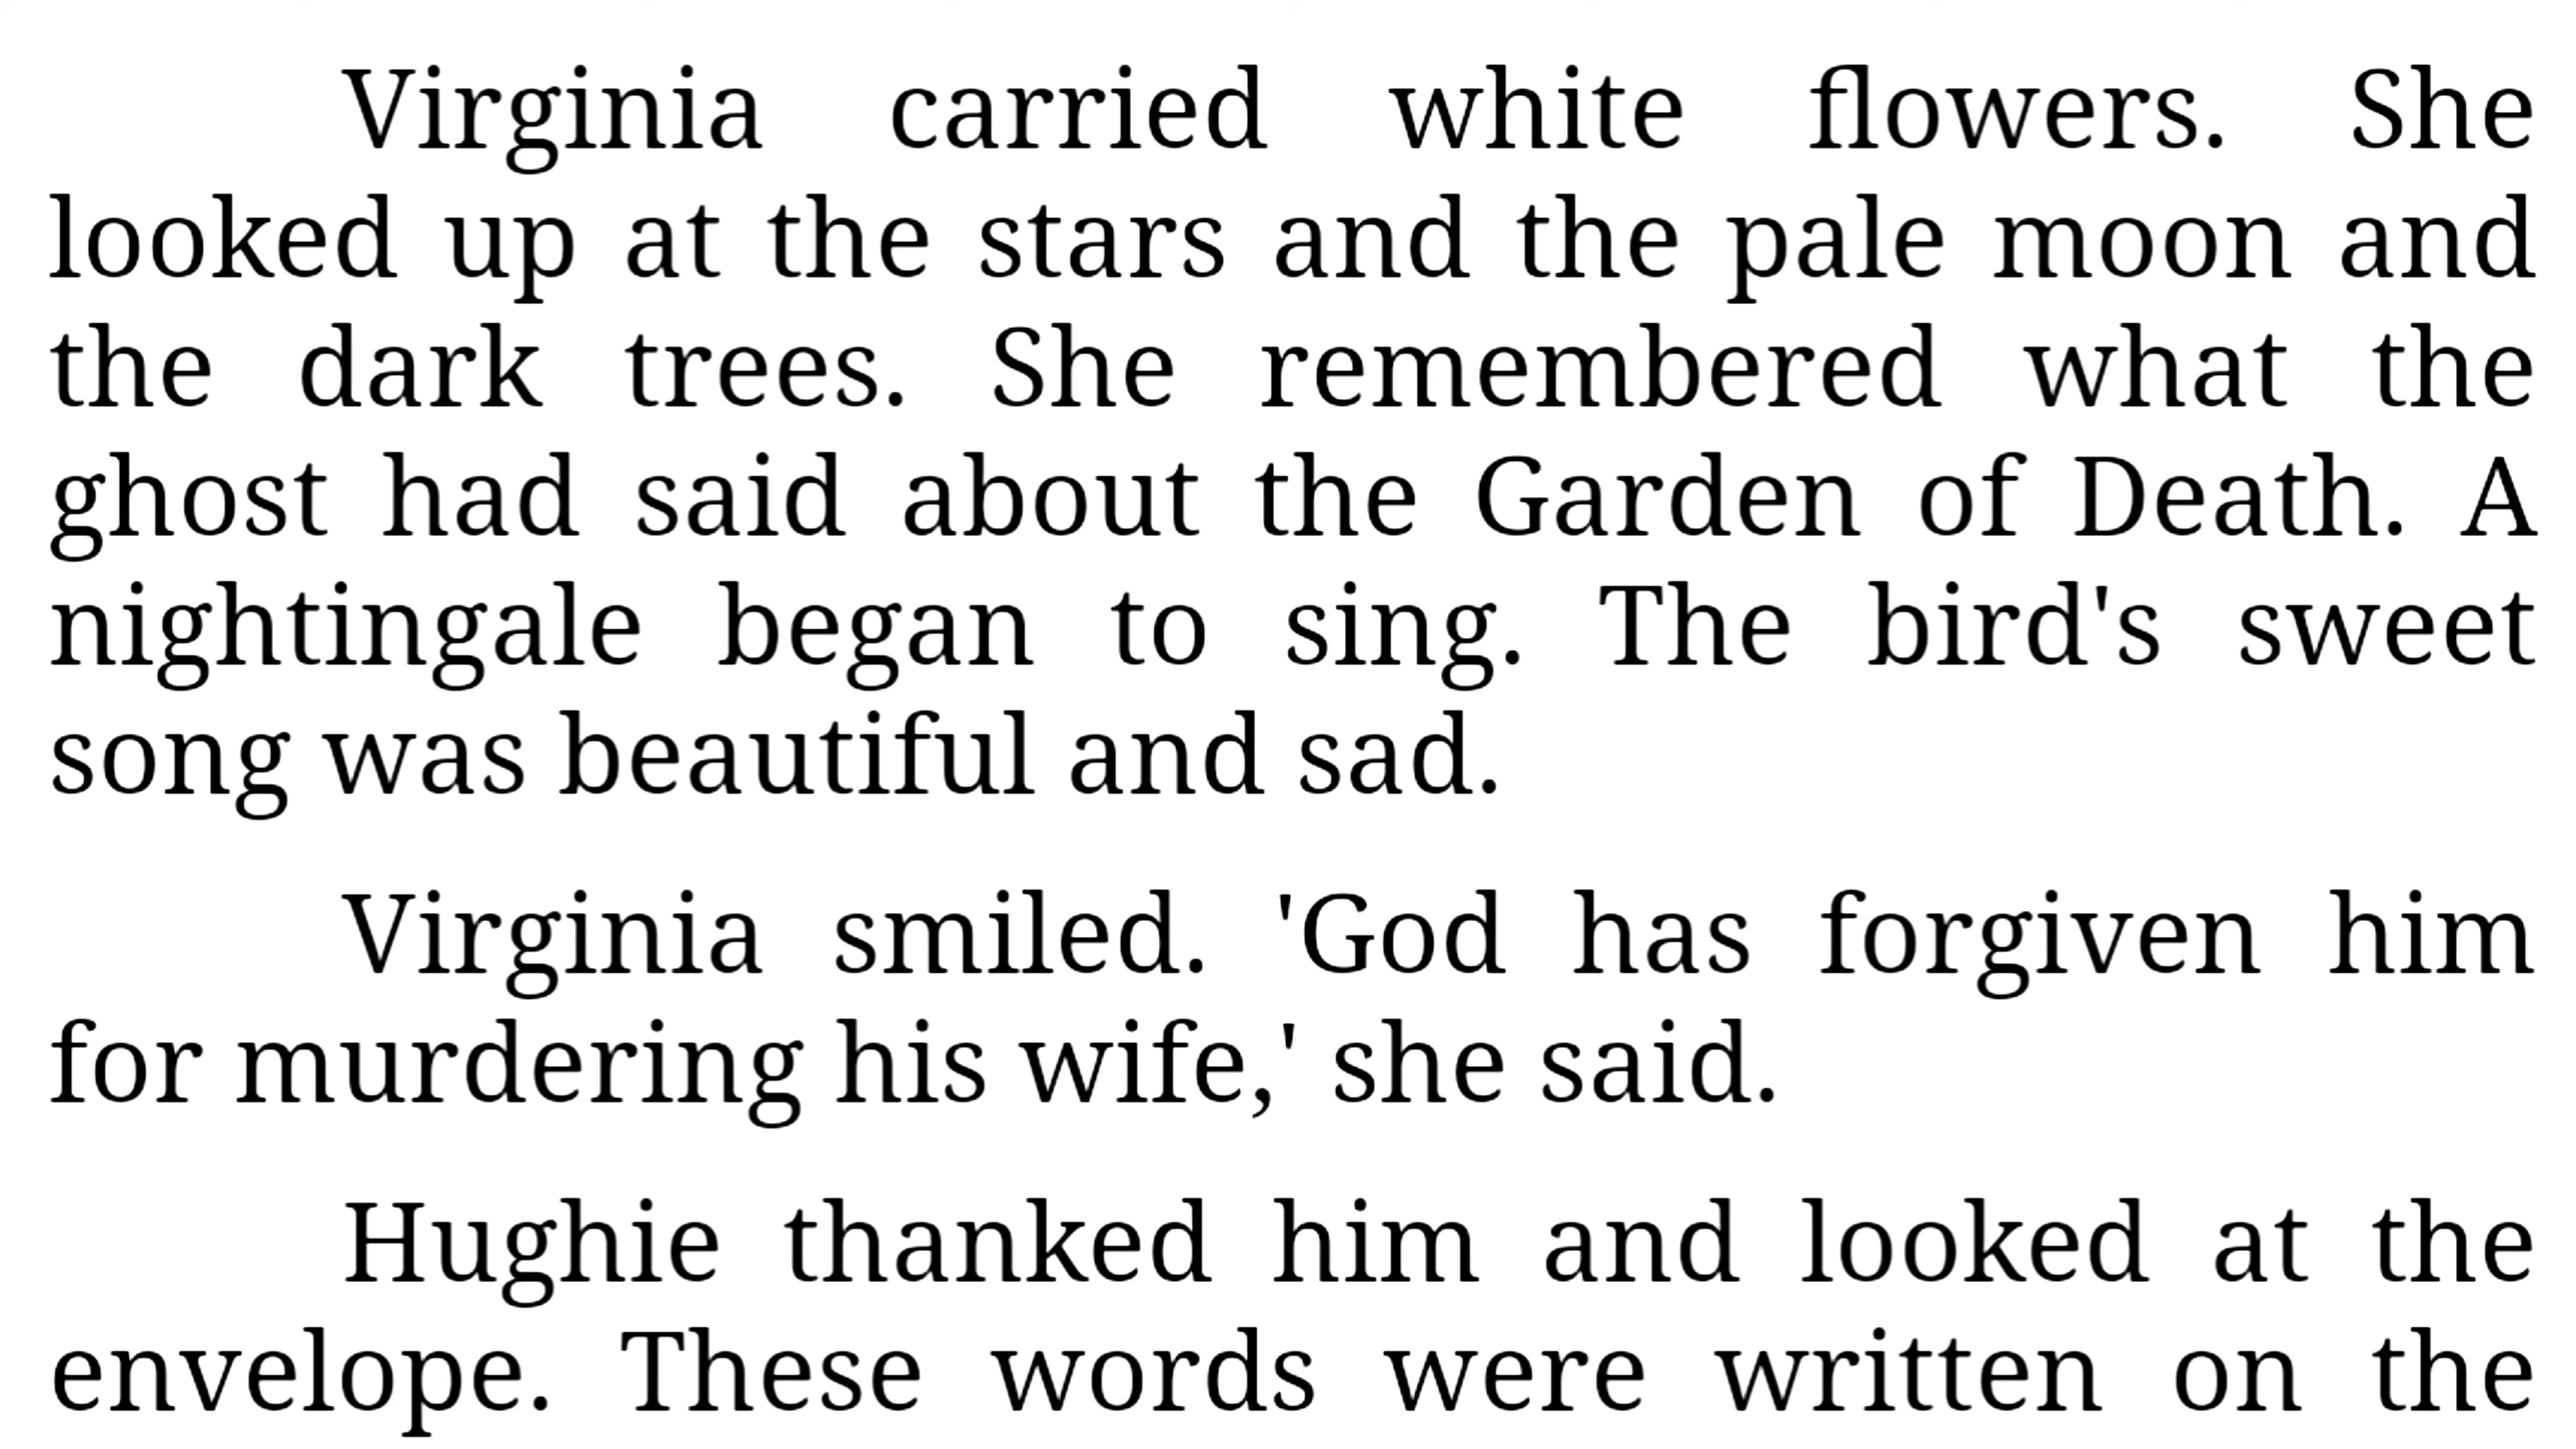 Virginia carried white flowers. She
looked up at the stars and the pale moon and
the dark trees. She remembered what the
ghost had said about the Garden of Death. A
nightingale began to sing. The bird's sweet
song was beautiful and sad.
Virginia smiled. 'God has forgiven him
for murdering his wife,' she said.
Hughie thanked him and looked at the
envelope. These words were written on the